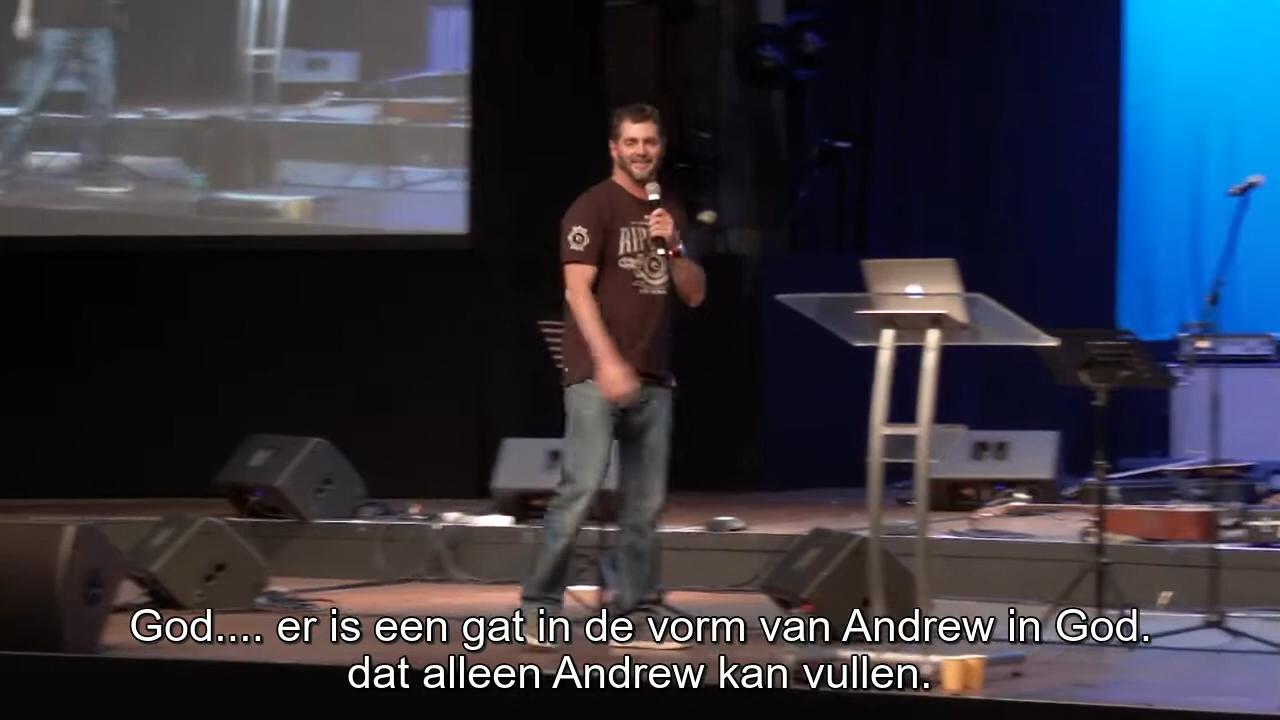 God.... er is een gat in de vorm van Andrew in God.
dat alleen Andrew kan vullen.